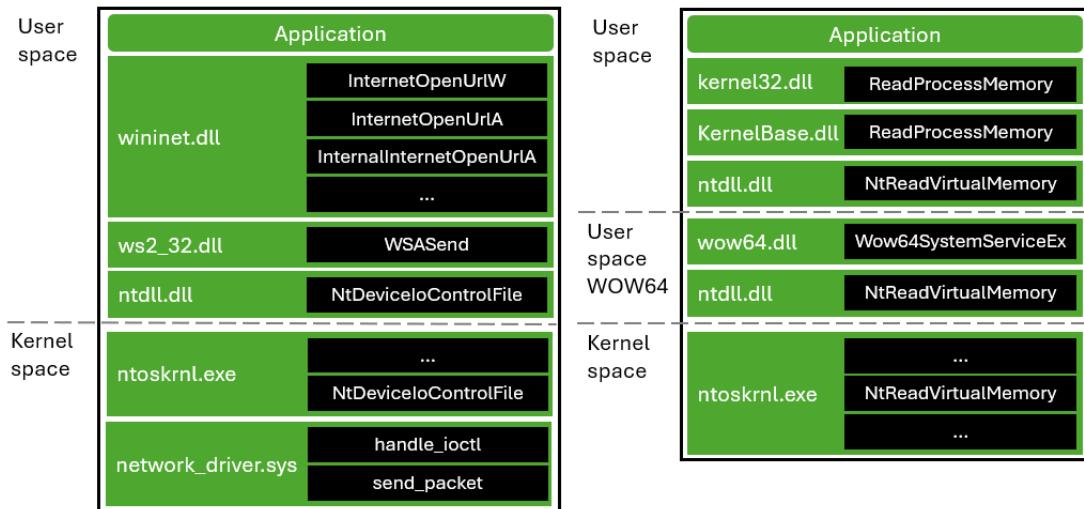 User
space
Application
wininet.dll
InternetOpenUrlW
InternetOpenUrlA
InternalInternetOpenUrlA
...
ws2_32.dll
WSASend
ntdll.dll
NtDeviceIoControlFile
Kernel
space
ntoskrnl.exe
...
NtDeviceIoControlFile
network_driver.sys
handle_ioctl
send_packet
User
space
Application
kernel32.dll
ReadProcessMemory
KernelBase.dll
ReadProcessMemory
ntdll.dll
NtReadVirtualMemory
User
space
WOW64
wow64.dll
Wow64SystemServiceEx
ntdll.dll
NtReadVirtualMemory
Kernel
space
ntoskrnl.exe
...
NtReadVirtualMemory
...